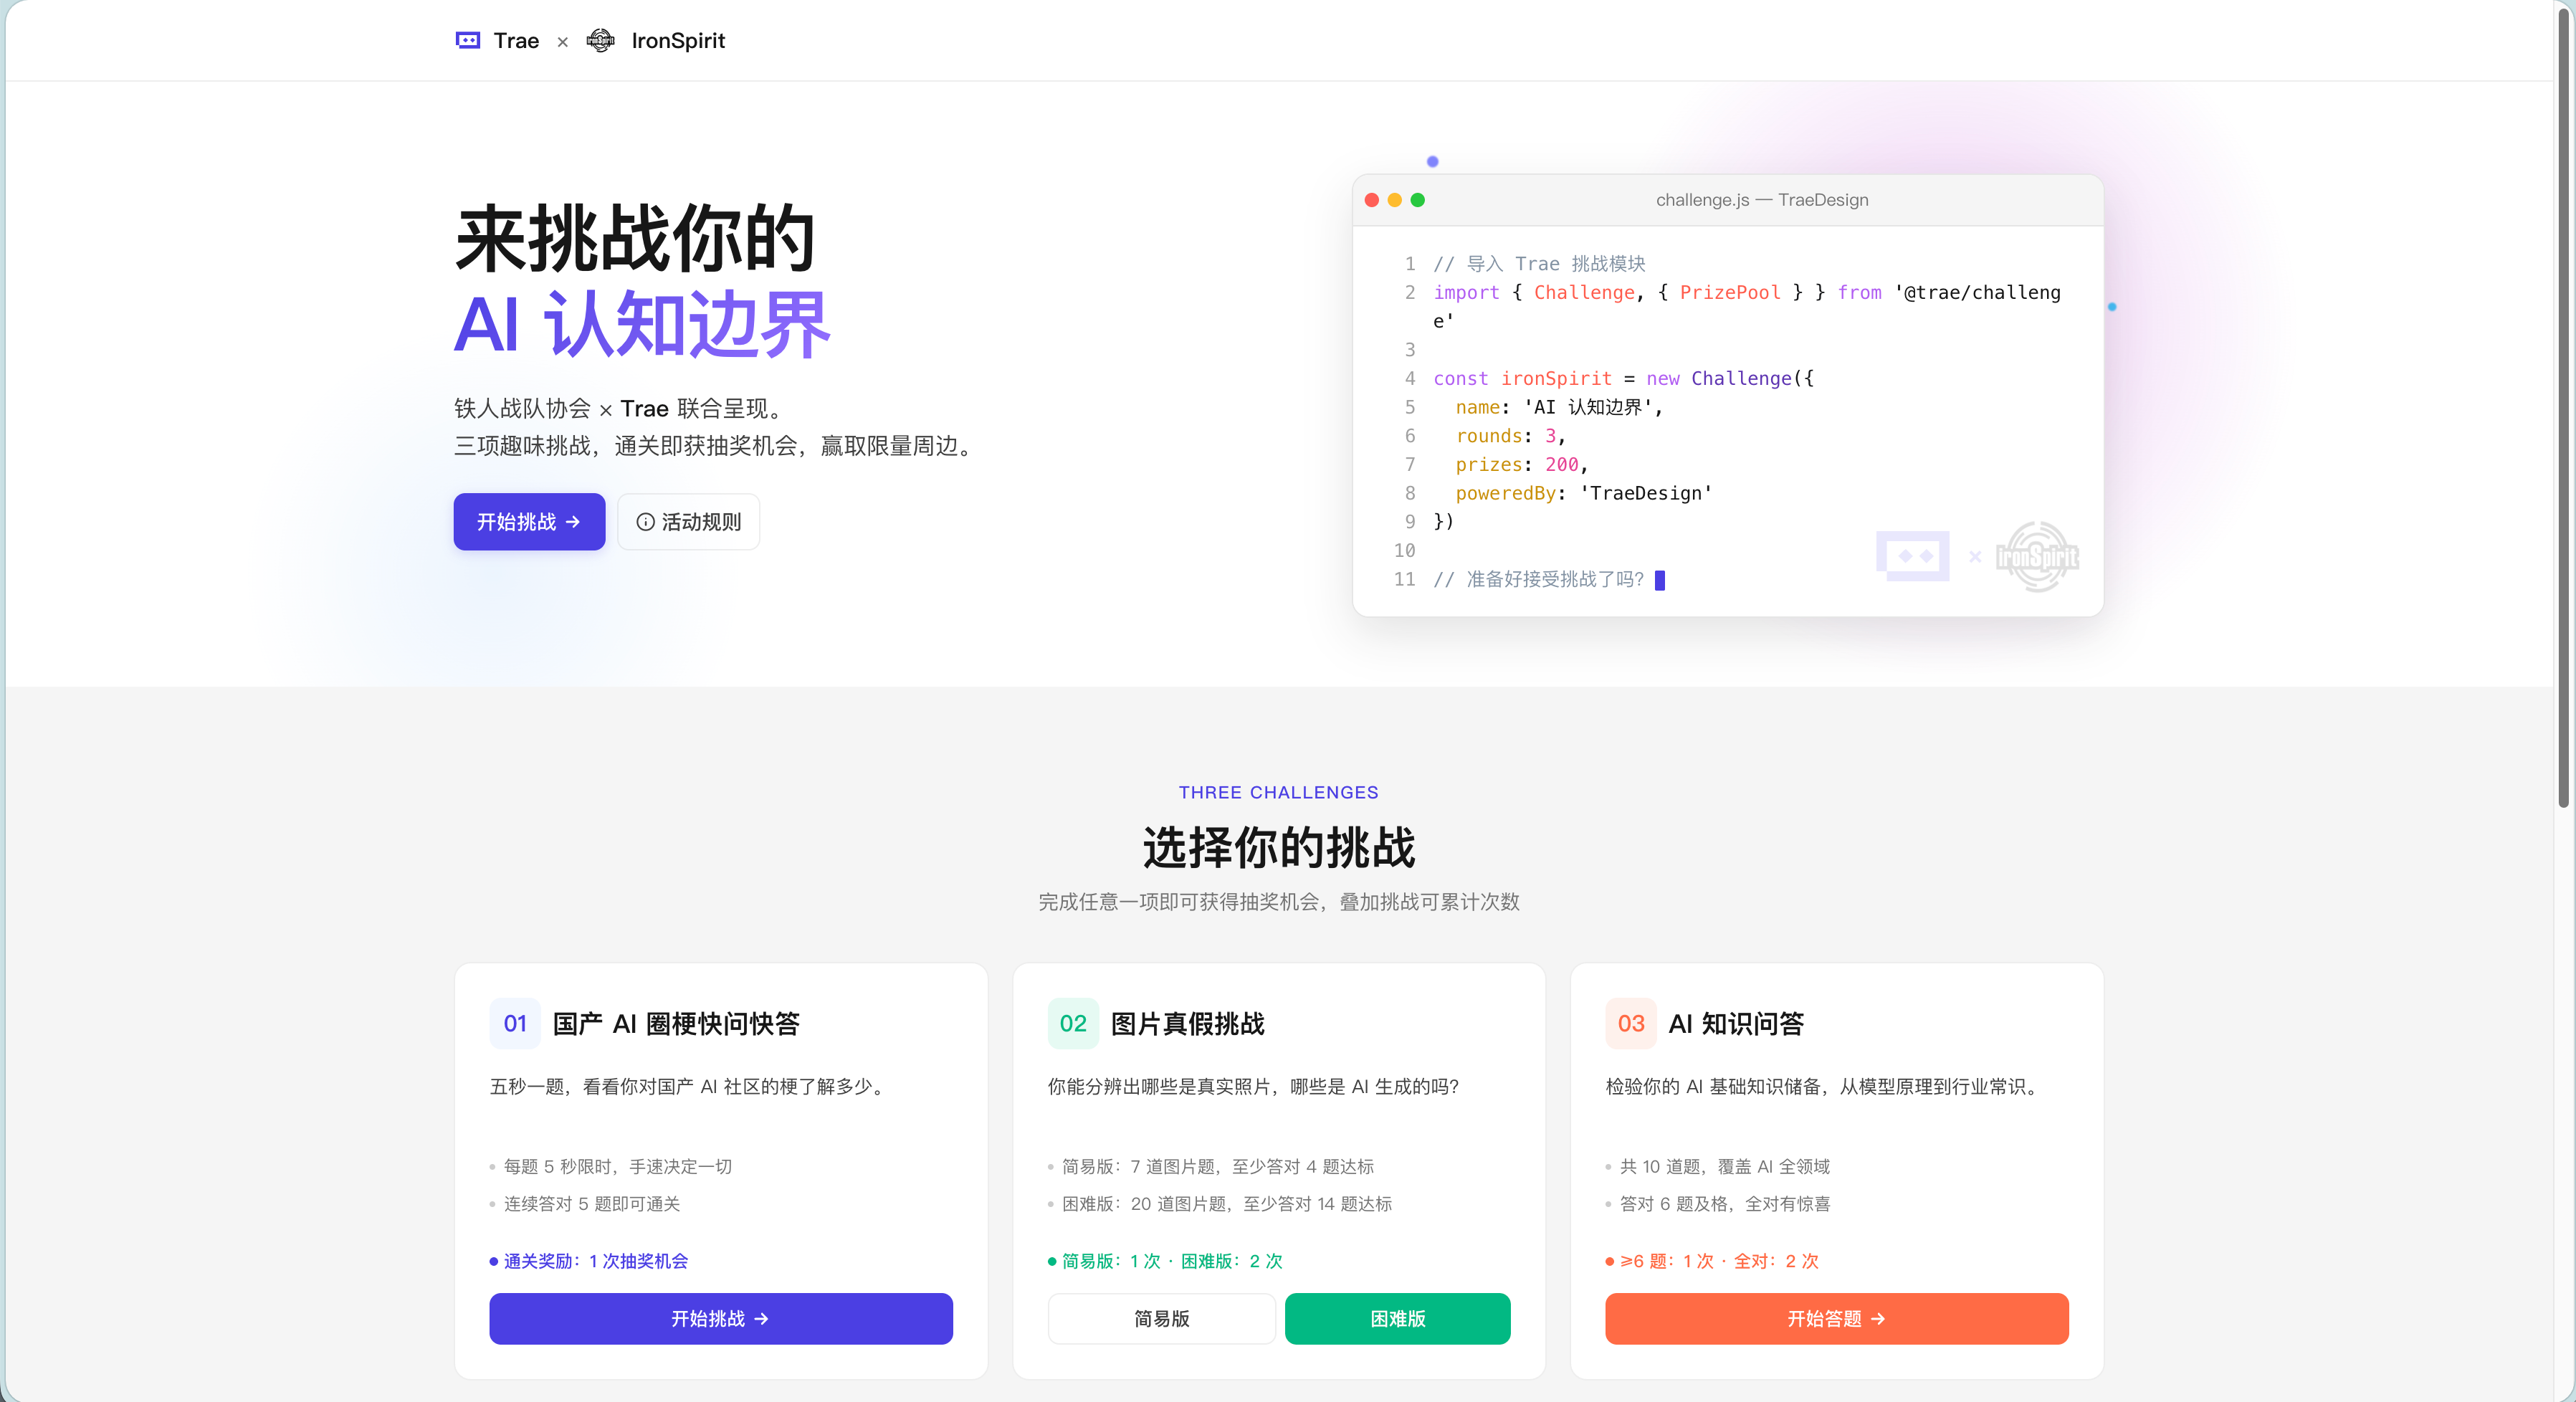 Trae × IronSpirit
来挑战你的
AI 认知边界
铁人战队协会 × Trae 联合呈现。
三项趣味挑战，通关即获抽奖机会，赢取限量周边。
开始挑战 →
活动规则
challenge.js — TraeDesign
1 // 导入 Trae 挑战模块
2 import { Challenge, { PrizePool } } from '@trae/challeng
e'
3
4 const ironSpirit = new Challenge({
5 name: 'AI 认知边界',
6 rounds: 3,
7 prizes: 200,
8 poweredBy: 'TraeDesign'
9 })
10
11 // 准备好接受挑战了吗?
× IronSpirit
THREE CHALLENGES
选择你的挑战
完成任意一项即可获得抽奖机会，叠加挑战可累计次数
01 国产 AI 圈梗快问快答
五秒一题，看看你对国产 AI 社区的梗了解多少。
每题 5 秒限时，手速决定一切
连续答对 5 题即可通关
通关奖励：1 次抽奖机会
开始挑战 →
02 图片真假挑战
你能分辨出哪些是真实照片，哪些是 AI 生成的吗?
简易版：7 道图片题，至少答对 4 题达标
困难版：20 道图片题，至少答对 14 题达标
简易版：1 次 · 困难版：2 次
简易版
困难版
03 AI 知识问答
检验你的 AI 基础知识储备，从模型原理到行业常识。
共 10 道题，覆盖 AI 全领域
答对 6 题及格，全对有惊喜
≥6 题：1 次 · 全对：2 次
开始答题 →